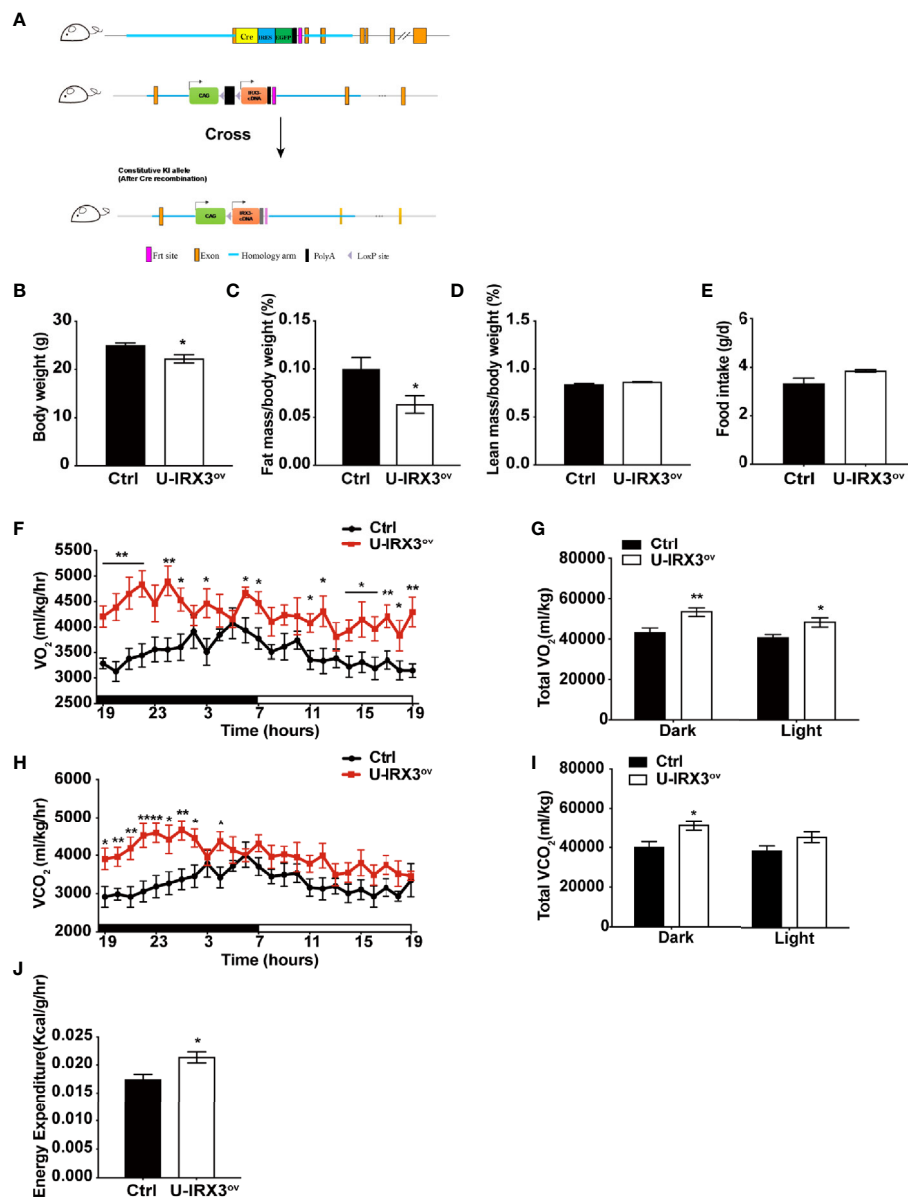 A
Cre IRES EGFP
CAG IRX3-cDNA
Cross
Constitutive KI allele
(After Cre recombination)
CAG IRX3-cDNA
Frt site Exon Homology arm PolyA LoxP site
B
Body weight (g)
30
20
10
0
*
Ctrl U-IRX3ov
C
Fat mass/body weight (%)
0.15
0.10
0.05
0.00
*
Ctrl U-IRX3ov
D
Lean mass/body weight (%)
1.5
1.0
0.5
0.0
Ctrl U-IRX3ov
E
Food intake (g/d)
6
4
2
0
Ctrl U-IRX3ov
F
Ctrl
U-IRX3ov
VO2 (ml/kg/hr)
5500
5000
4500
4000
3500
3000
2500
** ** * * * * * * * ** * **
19 23 3 7 11 15 19
Time (hours)
G
Ctrl
U-IRX3ov
Total VO2(ml/kg)
80000
60000
40000
20000
0
** *
Dark Light
H
Ctrl
U-IRX3ov
VCO2 (ml/kg/hr)
6000
5000
4000
3000
2000
* ** ** ** ** * ** * *
19 23 3 7 11 15 19
Time (hours)
I
Ctrl
U-IRX3ov
Total VCO2(ml/kg)
80000
60000
40000
20000
0
*
Dark Light
J
Energy Expenditure(Kcal/g/hr)
0.025
0.020
0.015
0.010
0.005
0.000
*
Ctrl U-IRX3ov